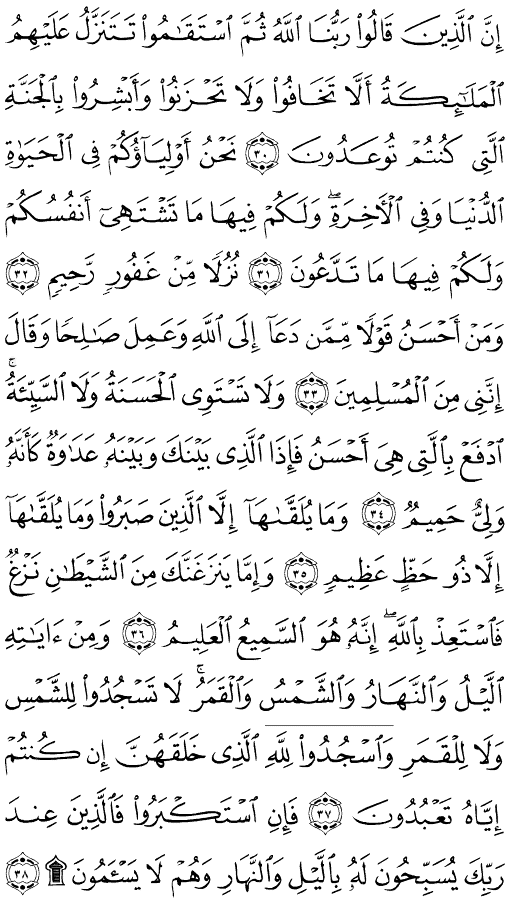 إِنَّ ٱلَّذِينَ قَالُوا۟ رَبُّنَا ٱللَّهُ ثُمَّ ٱسْتَقَٰمُوا۟ تَتَنَزَّلُ عَلَيْهِمُ
ٱلْمَلَٰٓئِكَةُ أَلَّا تَخَافُوا۟ وَلَا تَحْزَنُوا۟ وَأَبْشِرُوا۟ بِٱلْجَنَّةِ
ٱلَّتِى كُنتُمْ تُوعَدُونَ ٣٠ نَحْنُ أَوْلِيَآؤُكُمْ فِى ٱلْحَيَوٰةِ
ٱلدُّنْيَا وَفِى ٱلْءَاخِرَةِ ۖ وَلَكُمْ فِيهَا مَا تَشْتَهِىٓ أَنفُسُكُمْ
وَلَكُمْ فِيهَا مَا تَدَّعُونَ ٣١ نُزُلًا مِّنْ غَفُورٍ رَّحِيمٍ ٣٢
وَمَنْ أَحْسَنُ قَوْلًا مِّمَّن دَعَآ إِلَى ٱللَّهِ وَعَمِلَ صَٰلِحًا وَقَالَ
إِنَّنِى مِنَ ٱلْمُسْلِمِينَ ٣٣ وَلَا تَسْتَوِى ٱلْحَسَنَةُ وَلَا ٱلسَّيِّئَةُ ۚ
ٱدْفَعْ بِٱلَّتِى هِىَ أَحْسَنُ فَإِذَا ٱلَّذِى بَيْنَكَ وَبَيْنَهُۥ عَدَٰوَةٌ كَأَنَّهُۥ
وَلِىٌّ حَمِيمٌ ٣٤ وَمَا يُلَقَّىٰهَآ إِلَّا ٱلَّذِينَ صَبَرُوا۟ وَمَا يُلَقَّىٰهَآ
إِلَّا ذُو حَظٍّ عَظِيمٍ ٣٥ وَإِمَّا يَنزَغَنَّكَ مِنَ ٱلشَّيْطَٰنِ نَزْغٌ
فَٱسْتَعِذْ بِٱللَّهِ ۖ إِنَّهُۥ هُوَ ٱلسَّمِيعُ ٱلْعَلِيمُ ٣٦ وَمِنْ ءَايَٰتِهِ
ٱلَّيْلُ وَٱلنَّهَارُ وَٱلشَّمْسُ وَٱلْقَمَرُ ۚ لَا تَسْجُدُوا۟ لِلشَّمْسِ
وَلَا لِلْقَمَرِ وَٱسْجُدُوا۟ لِلَّهِ ٱلَّذِى خَلَقَهُنَّ إِن كُنتُمْ
إِيَّاهُ تَعْبُدُونَ ٣٧ فَإِنِ ٱسْتَكْبَرُوا۟ فَٱلَّذِينَ عِندَ
رَبِّكَ يُسَبِّحُونَ لَهُۥ بِٱلَّيْلِ وَٱلنَّهَارِ وَهُمْ لَا يَسْـَٔمُونَ ۩ ٣٨